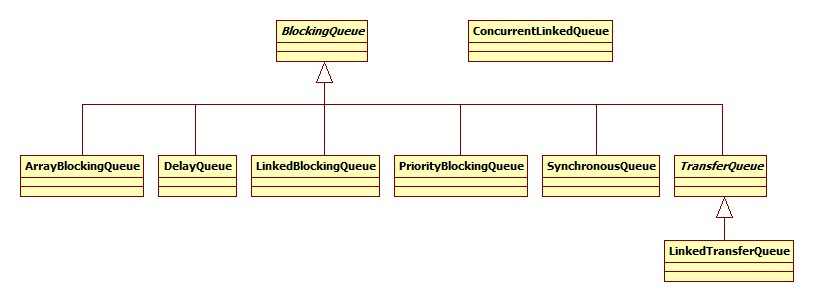 BlockingQueue
ConcurrentLinkedQueue
ArrayBlockingQueue
DelayQueue
LinkedBlockingQueue
PriorityBlockingQueue
SynchronousQueue
TransferQueue
LinkedTransferQueue